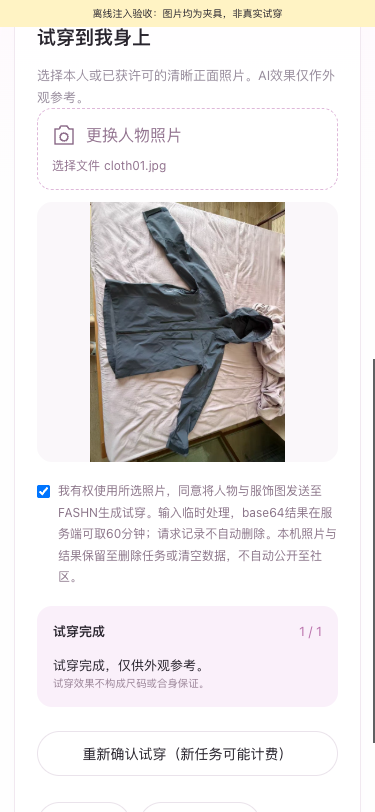 离线注入验收：图片均为夹具，非真实试穿
试穿到我身上
选择本人或已获许可的清晰正面照片。AI效果仅作外
观参考。
更换人物照片
选择文件 cloth01.jpg
我有权使用所选照片，同意将人物与服饰图发送至
FASHN生成试穿。输入临时处理，base64结果在服
务端可取60分钟；请求记录不自动删除。本机照片与
结果保留至删除任务或清空数据，不自动公开至社
区。
试穿完成 1 / 1
试穿完成，仅供外观参考。
试穿效果不构成尺码或合身保证。
重新确认试穿（新任务可能计费）